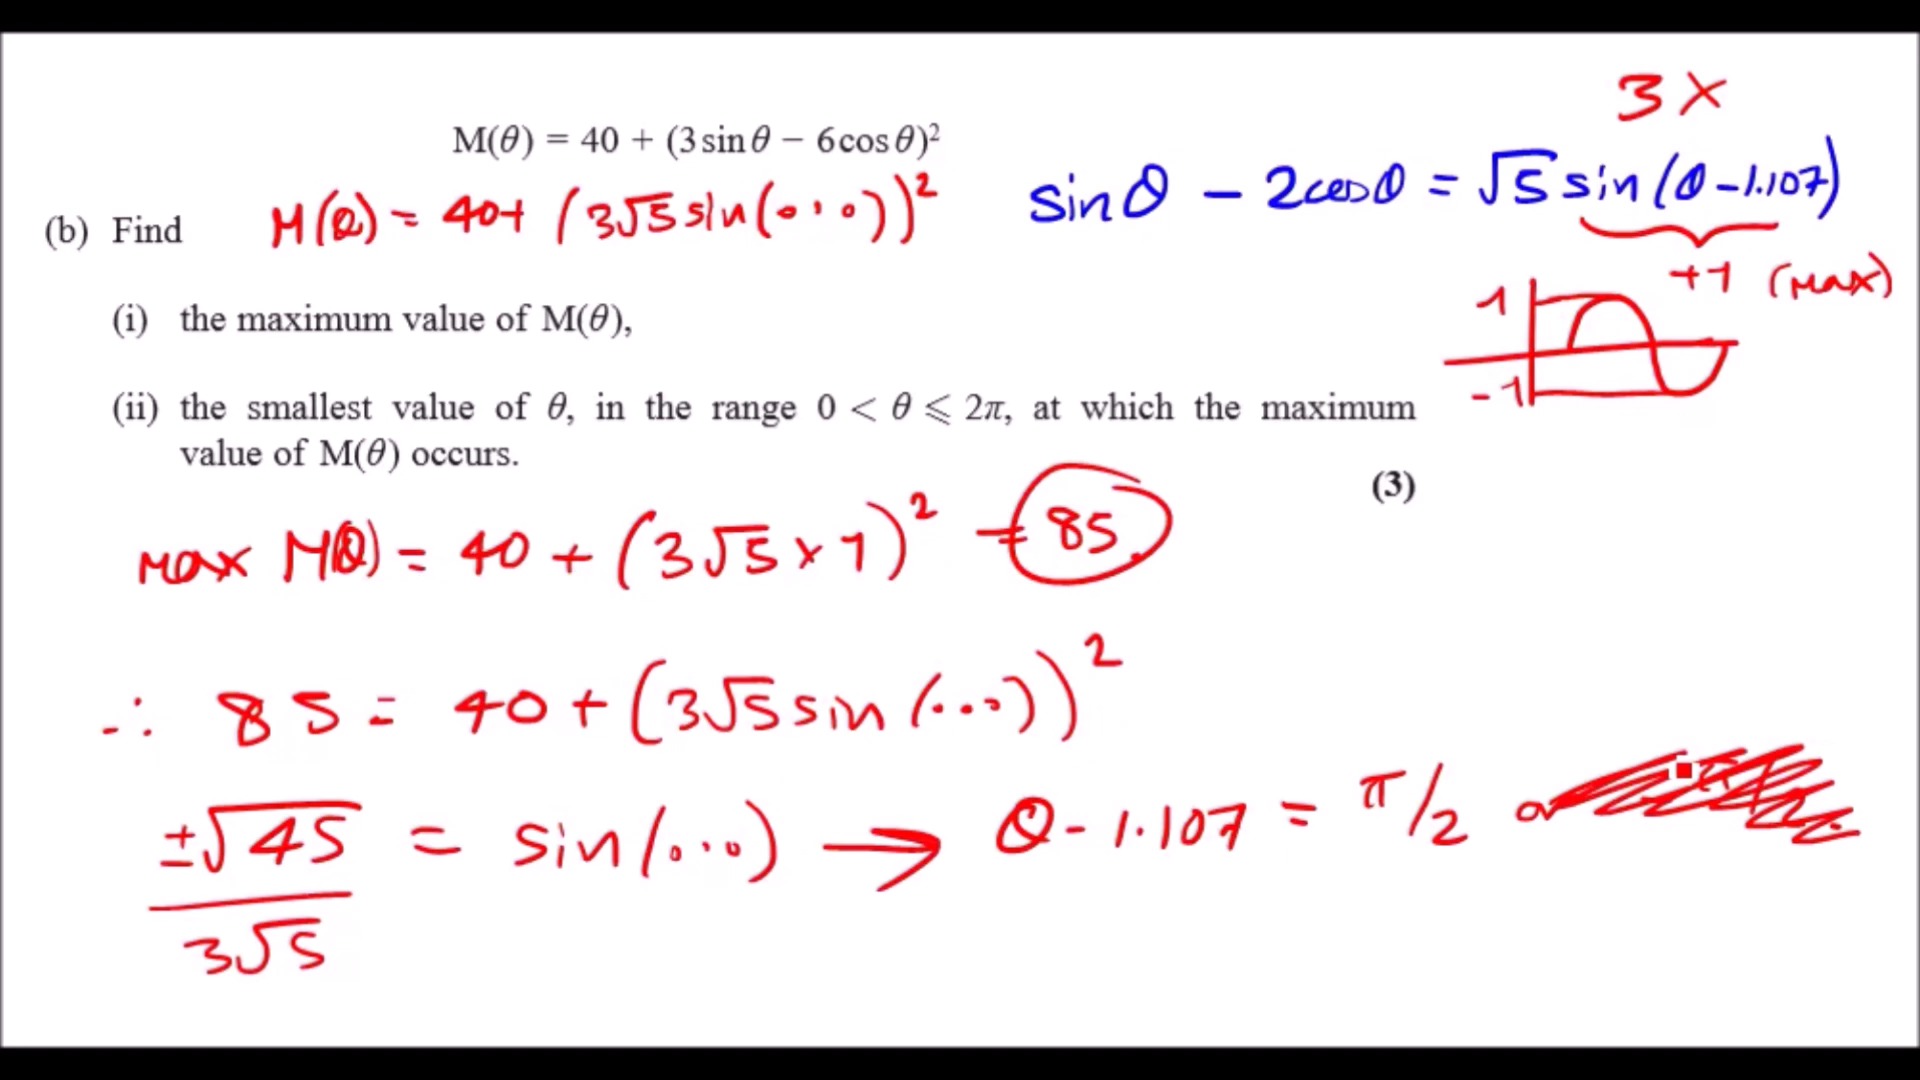 3 ×
M(θ) = 40 + (3 sin θ − 6 cos θ)²
sinθ − 2cosθ = √5 sin(θ − 1.107)
(b) Find
M(θ) = 40 + (3√5 sin(...))²
+1 (MAX)
1
-1
(i) the maximum value of M(θ),
(ii) the smallest value of θ, in the range 0 < θ ⩽ 2π, at which the maximum
value of M(θ) occurs.
(3)
MAX M(θ) = 40 + (3√5 × 1)² = 85
∴ 85 = 40 + (3√5 sin(...))²
±√45 / 3√5 = sin(...) → θ - 1.107 = π/2 or